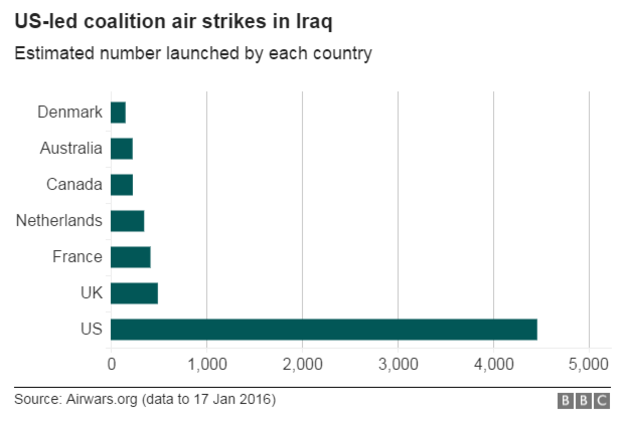 US-led coalition air strikes in Iraq
Estimated number launched by each country
Denmark
Australia
Canada
Netherlands
France
UK
US
0 1,000 2,000 3,000 4,000 5,000
Source: Airwars.org (data to 17 Jan 2016) BBC